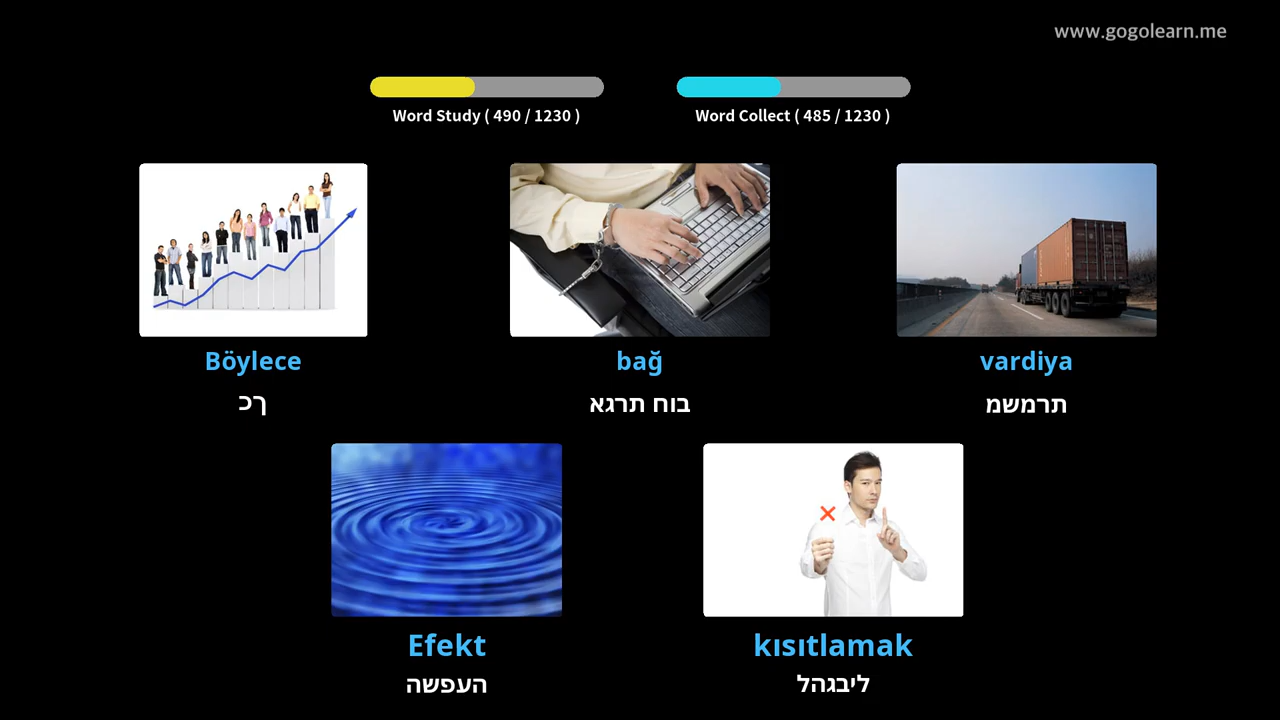 www.gogolearn.me
Word Study ( 490 / 1230 )
Word Collect ( 485 / 1230 )
Böylece
ךכ
bağ
בוח תרגא
vardiya
תרמשמ
Efekt
העפשה
kısıtlamak
ליבגהל